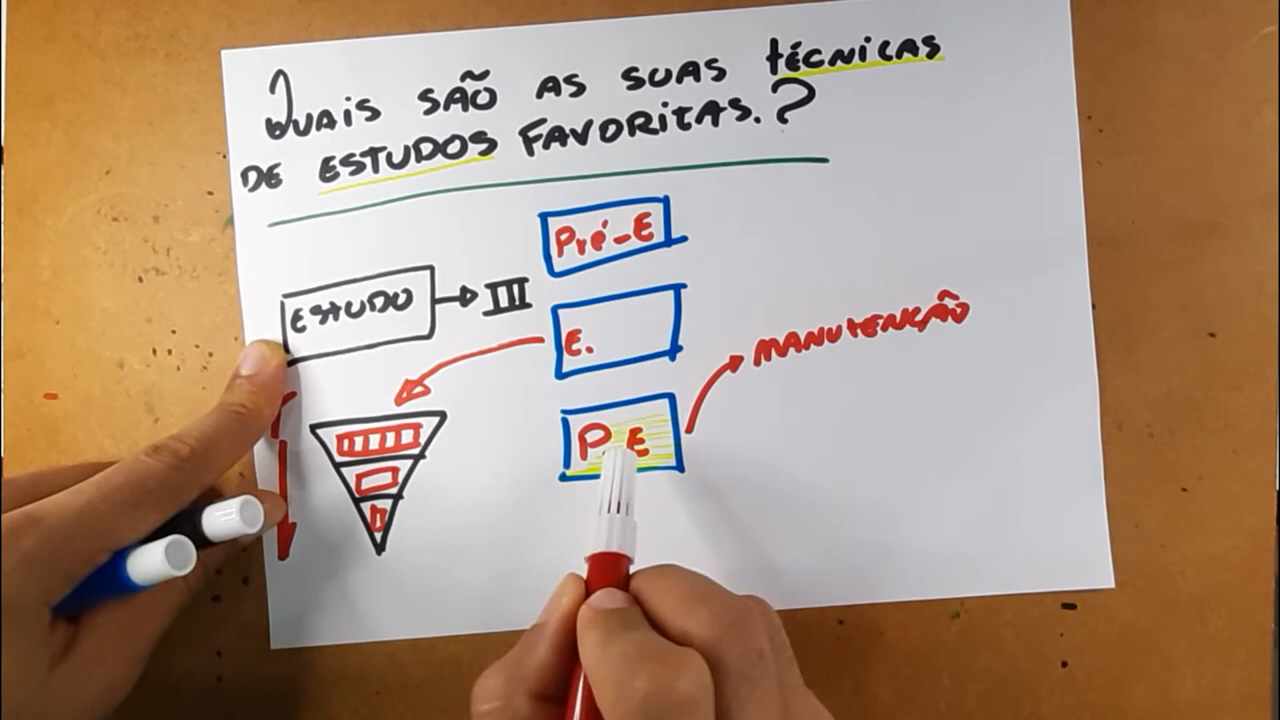 Quais são as suas técnicas
de estudos favoritas.?
Pré-E
Estudo
III
E.
Manutenção
P.E